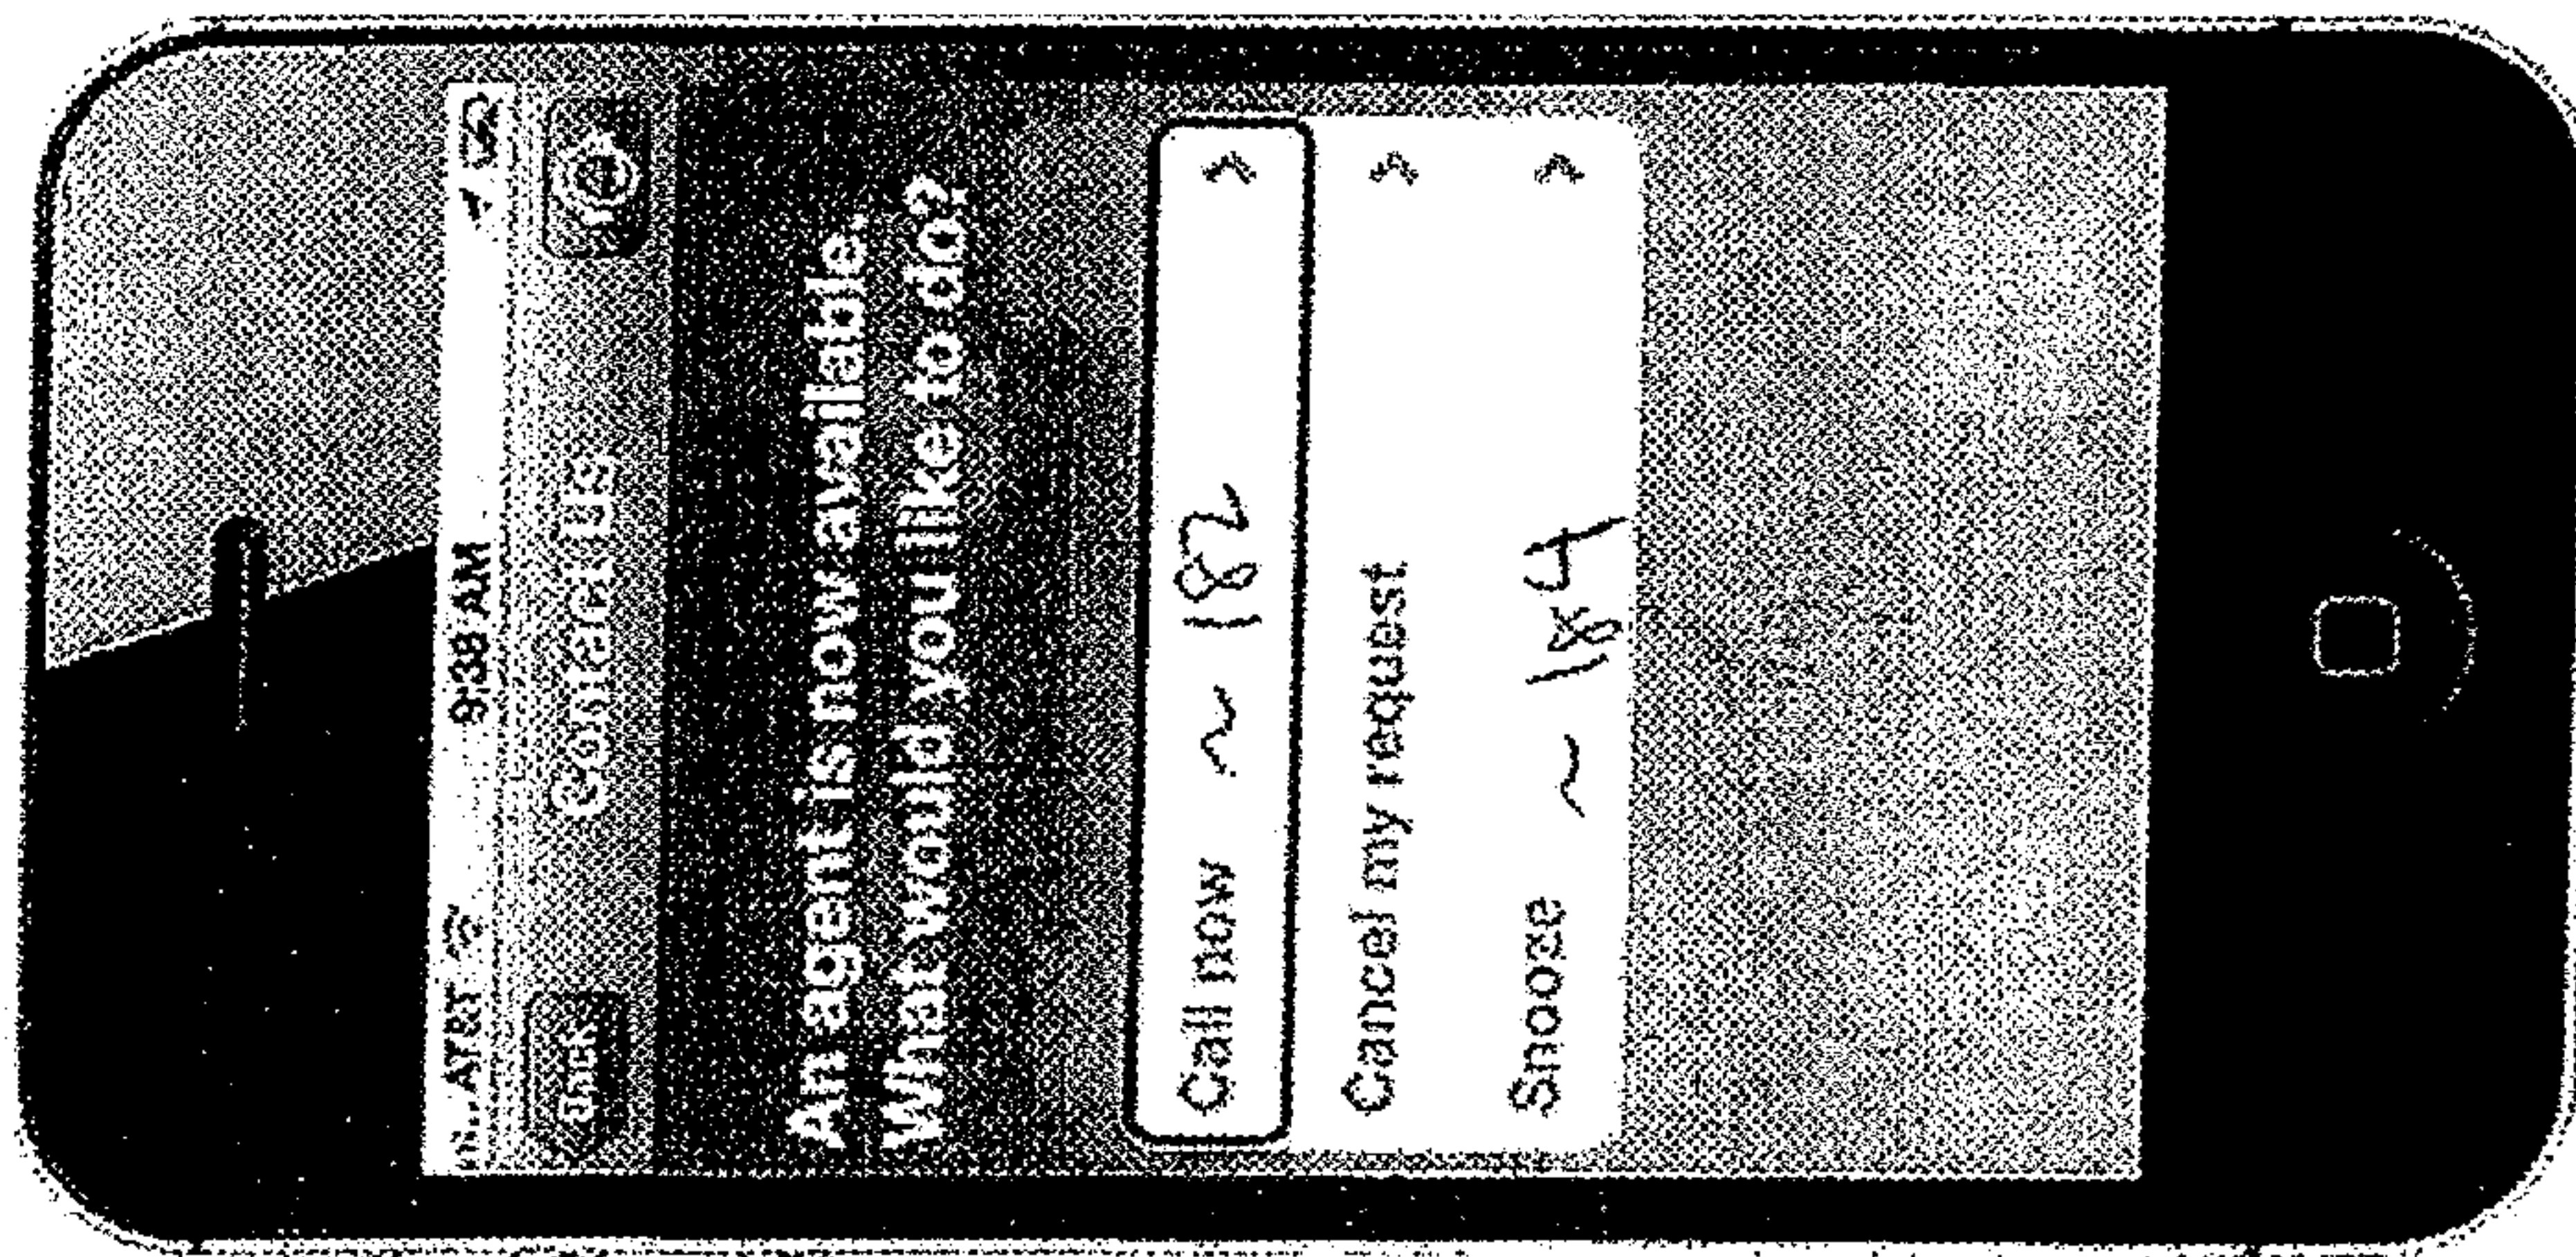 AT&T 9:38 AM
Contact Us
An agent is now available.
What would you like to do?
Call now ~ 182
Cancel my request
Snooze ~ 184